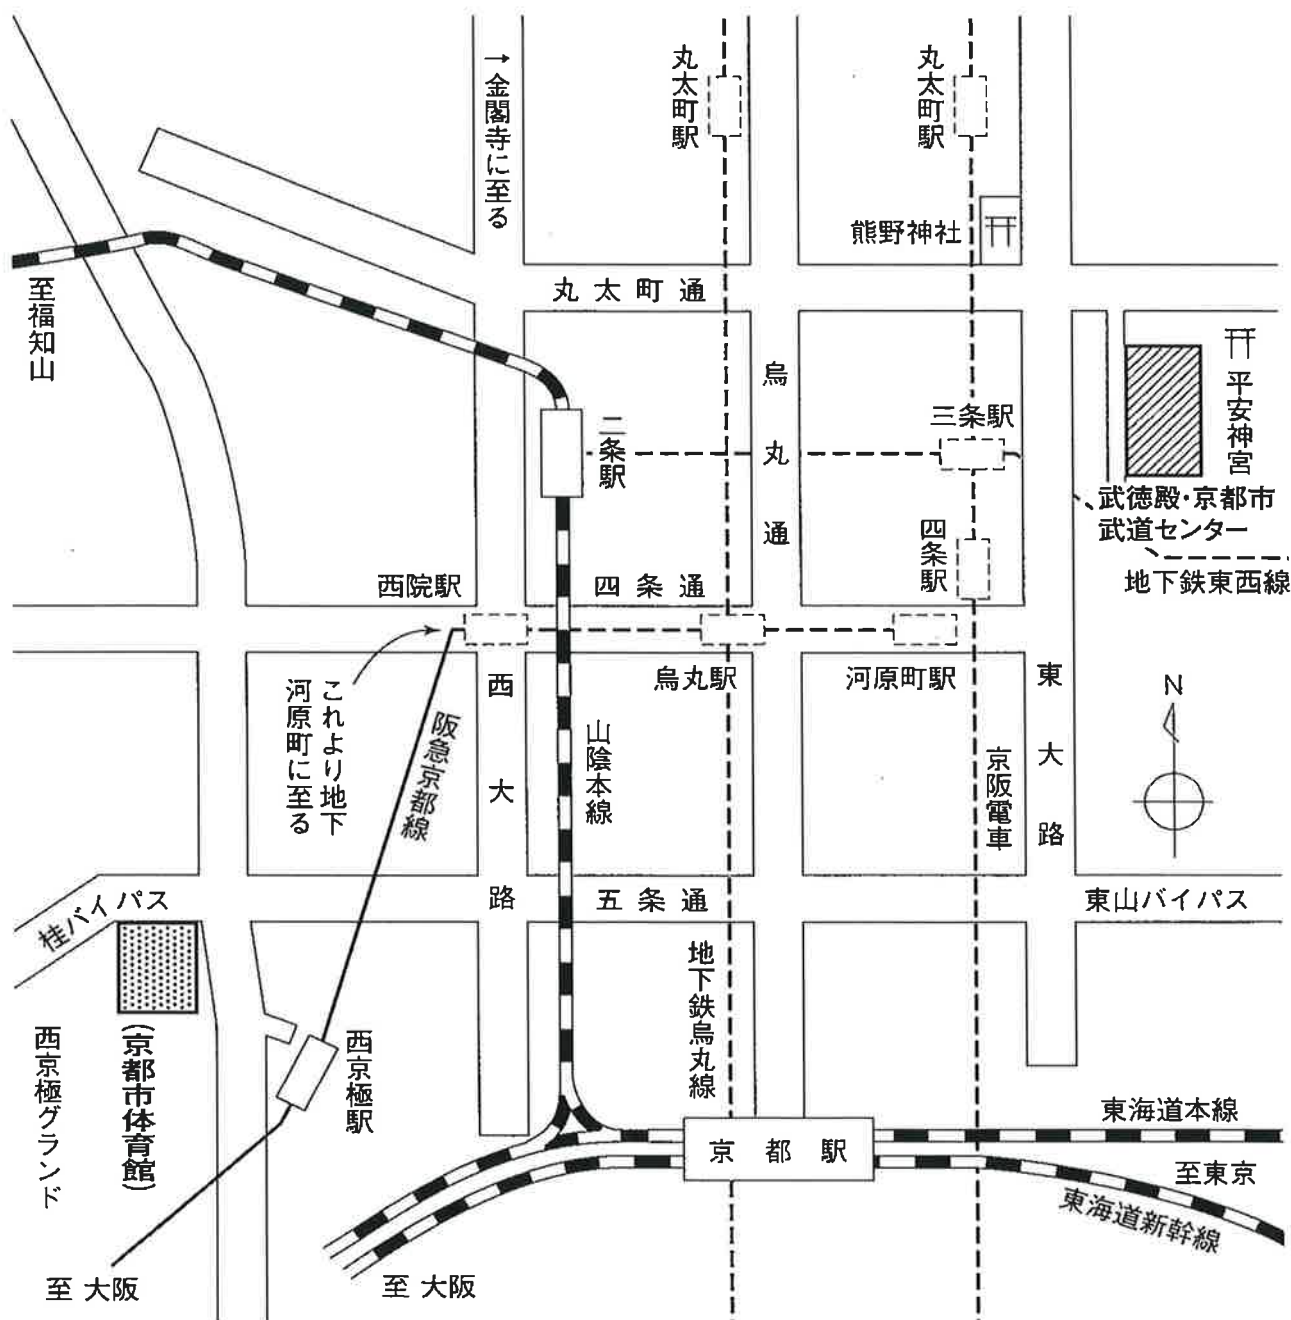 →金閣寺に至る
丸太町駅
丸太町駅
熊野神社
至福知山
丸太町通
烏丸通
二条駅
三条駅
平安神宮
武徳殿・京都市
武道センター
四条駅
地下鉄東西線
西院駅
四条通
烏丸駅
河原町駅
これより地下
河原町に至る
阪急京都線
西大路
山陰本線
京阪電車
東大路
N
桂バイパス
五条通
東山バイパス
西京極グランド
(京都市体育館)
西京極駅
地下鉄烏丸線
京都駅
東海道本線
至東京
東海道新幹線
至 大阪
至 大阪